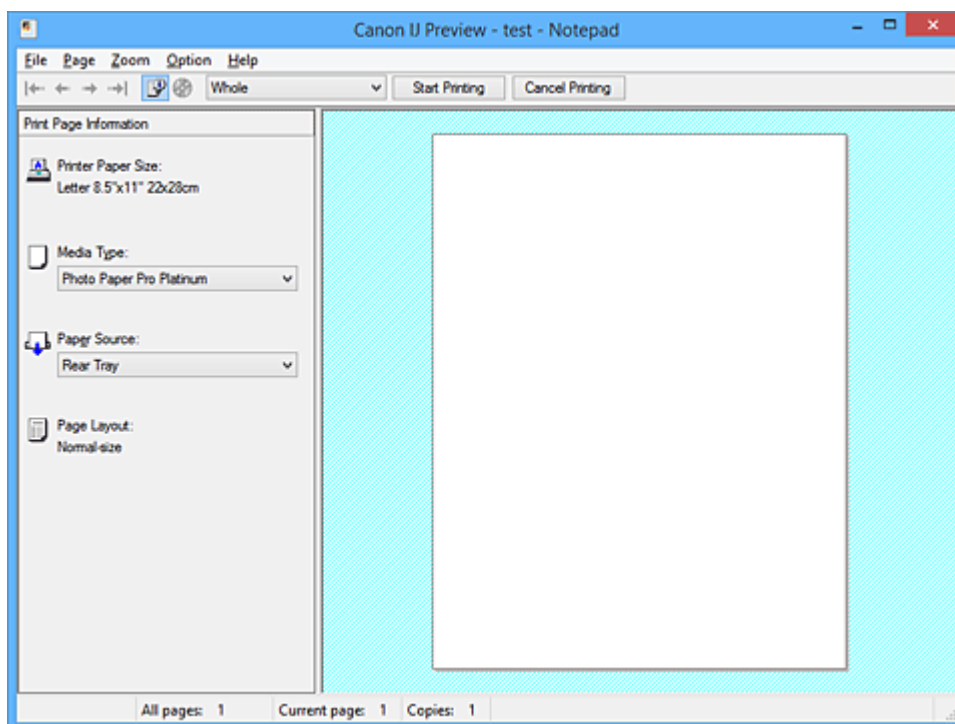 Canon IJ Preview - test - Notepad
File Page Zoom Option Help
Whole Start Printing Cancel Printing
Print Page Information
Printer Paper Size:
Letter 8.5"x11" 22x28cm
Media Type:
Photo Paper Pro Platinum
Paper Source:
Rear Tray
Page Layout:
Normal-size
All pages: 1 Current page: 1 Copies: 1